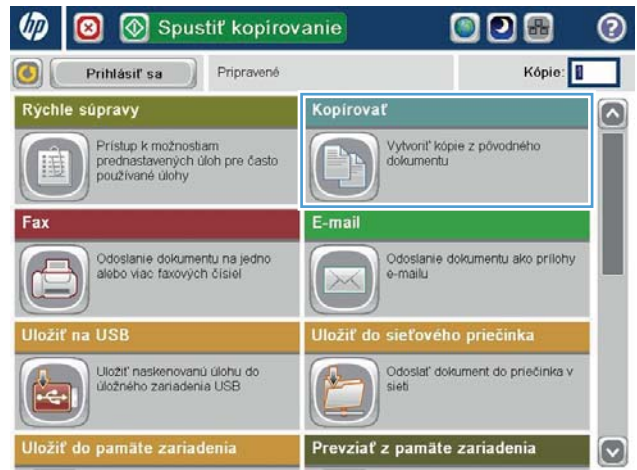 hp
Spustiť kopírovanie
?
Prihlásiť sa
Pripravené
Kópie: 1
Rýchle súpravy
Prístup k možnostiam
prednastavených úloh pre často
používané úlohy
Kopírovať
Vytvoriť kópie z pôvodného
dokumentu
Fax
Odoslanie dokumentu na jedno
alebo viac faxových čísiel
E-mail
Odoslanie dokumentu ako prílohy
e-mailu
Uložiť na USB
Uložiť naskenovanú úlohu do
úložného zariadenia USB
Uložiť do sieťového priečinka
Odoslať dokument do priečinka v
sieti
Uložiť do pamäte zariadenia
Prevziať z pamäte zariadenia